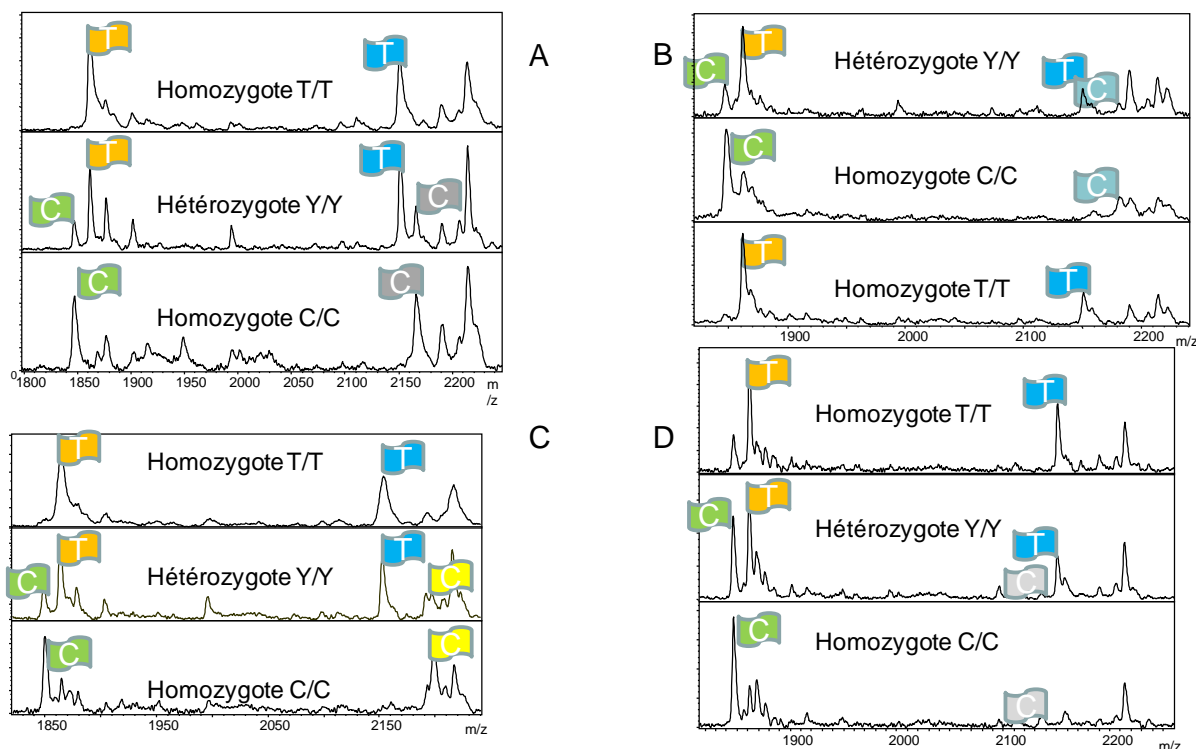 A
T
T
Homozygote T/T
T
T
C
C
Hétérozygote Y/Y
C
C
Homozygote C/C
0
1800 1850 1900 1950 2000 2050 2100 2150 2200 m
/z
B
C
T
T
C
Hétérozygote Y/Y
C
C
Homozygote C/C
T
T
Homozygote T/T
1900 2000 2100 2200
m/z
C
T
T
Homozygote T/T
C
T
T
C
Hétérozygote Y/Y
C
C
Homozygote C/C
1850 1950 2050 2150 m/z
D
T
T
Homozygote T/T
C
T
T
C
Hétérozygote Y/Y
C
C
Homozygote C/C
1900 2000 2100 2200
m/z